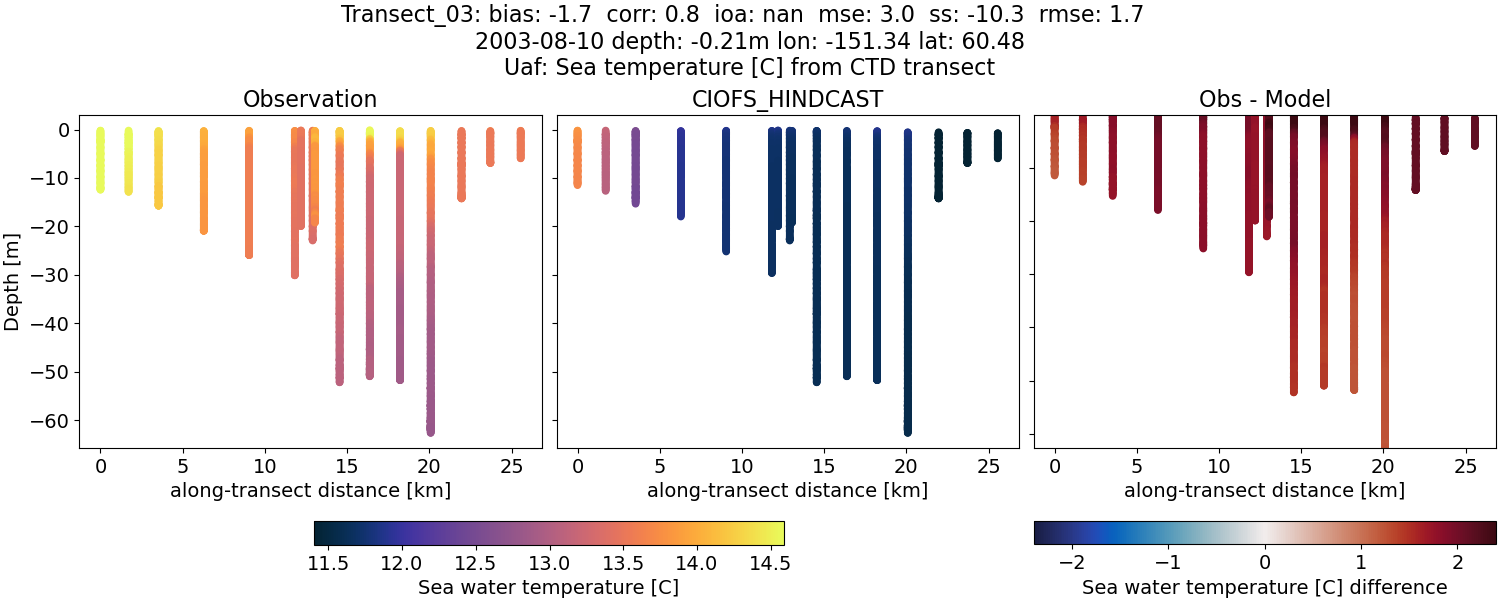 Transect_03: bias: -1.7  corr: 0.8  ioa: nan  mse: 3.0  ss: -10.3  rmse: 1.7
2003-08-10 depth: -0.21m lon: -151.34 lat: 60.48
Uaf: Sea temperature [C] from CTD transect
Observation
CIOFS_HINDCAST
Obs - Model
Depth [m]
0
−10
−20
−30
−40
−50
−60
0 5 10 15 20 25
0 5 10 15 20 25
0 5 10 15 20 25
along-transect distance [km]
along-transect distance [km]
along-transect distance [km]
11.5 12.0 12.5 13.0 13.5 14.0 14.5
Sea water temperature [C]
−2 −1 0 1 2
Sea water temperature [C] difference